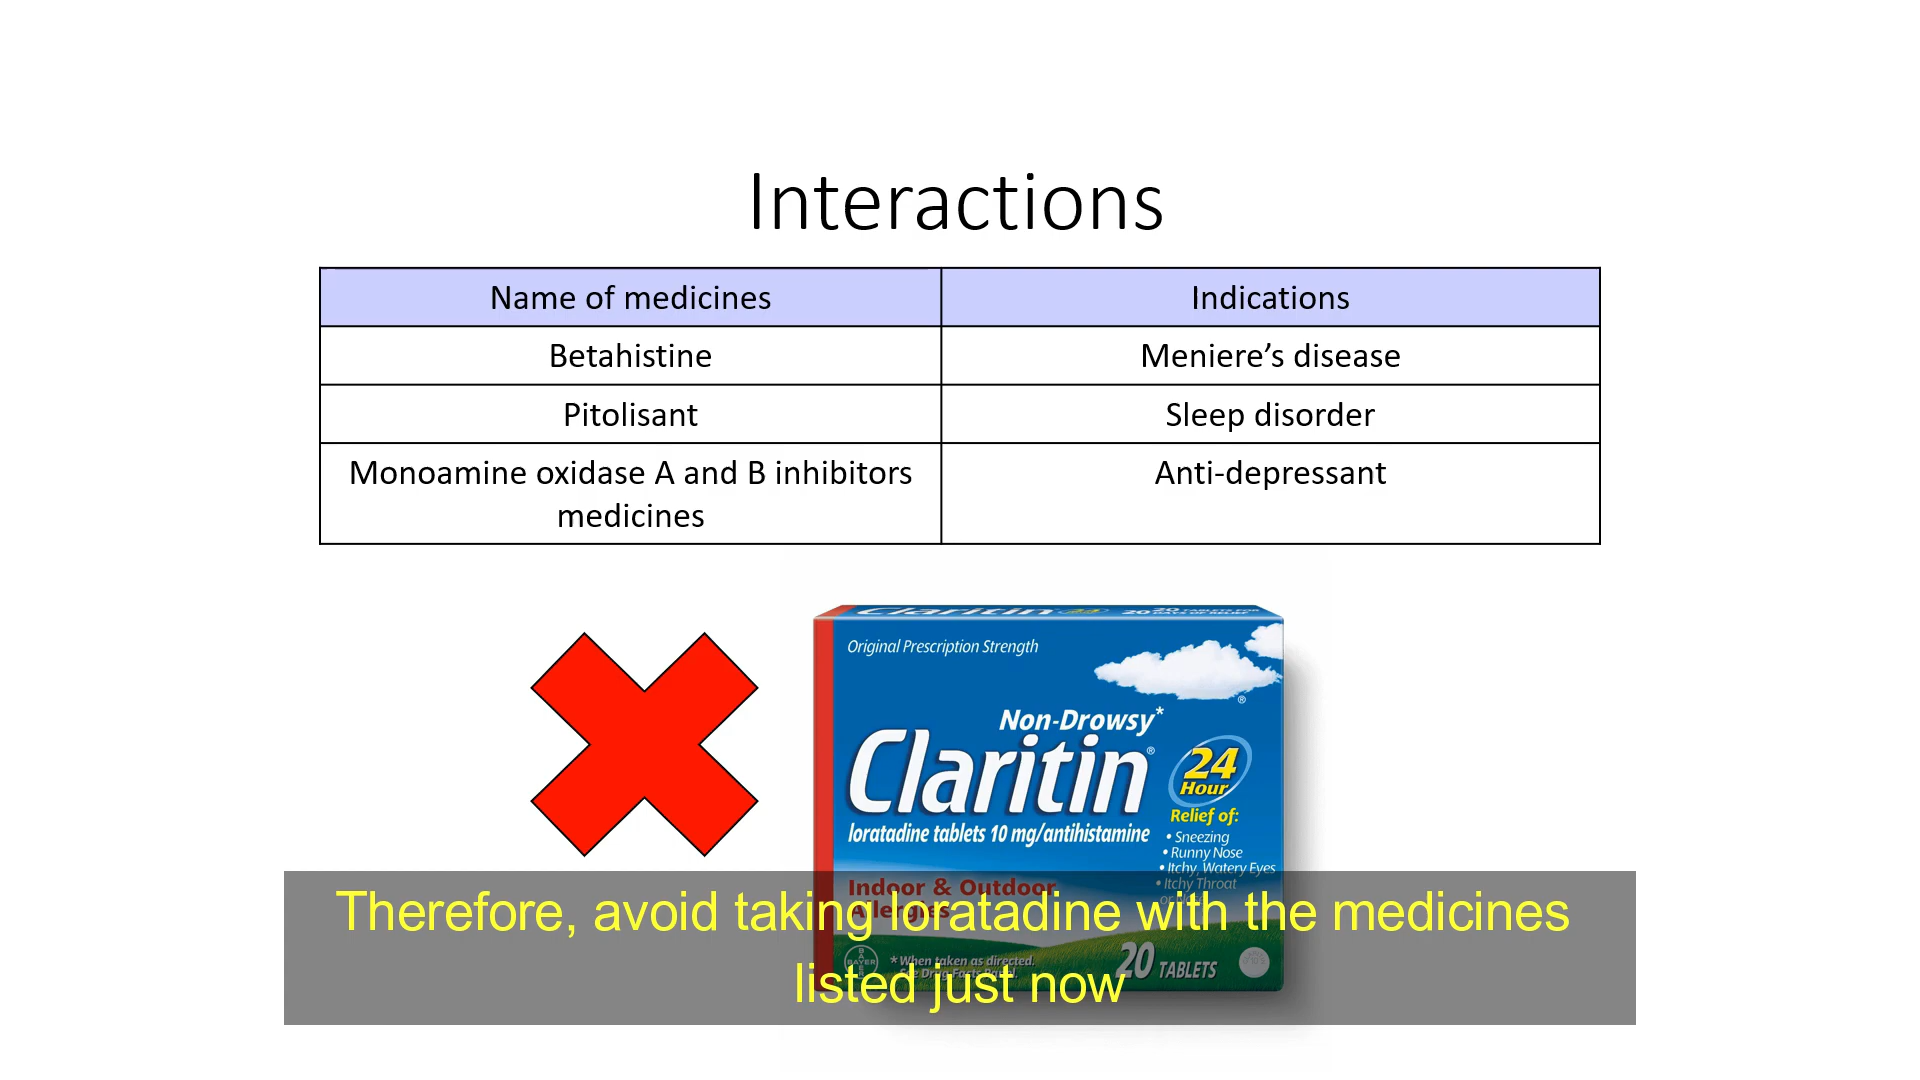 Interactions
Name of medicines
Indications
Betahistine
Meniere's disease
Pitolisant
Sleep disorder
Monoamine oxidase A and B inhibitors
medicines
Anti-depressant
Claritin
Original Prescription Strength
Non-Drowsy*
Claritin®
24
Hour
loratadine tablets 10 mg/antihistamine
Relief of:
• Sneezing
• Runny Nose
• Itchy, Watery Eyes
• Itchy Throat
Indoor & Outdoor
Allergies
Therefore, avoid taking loratadine with the medicines
listed just now
BAYER
*When taken as directed.
20 TABLETS